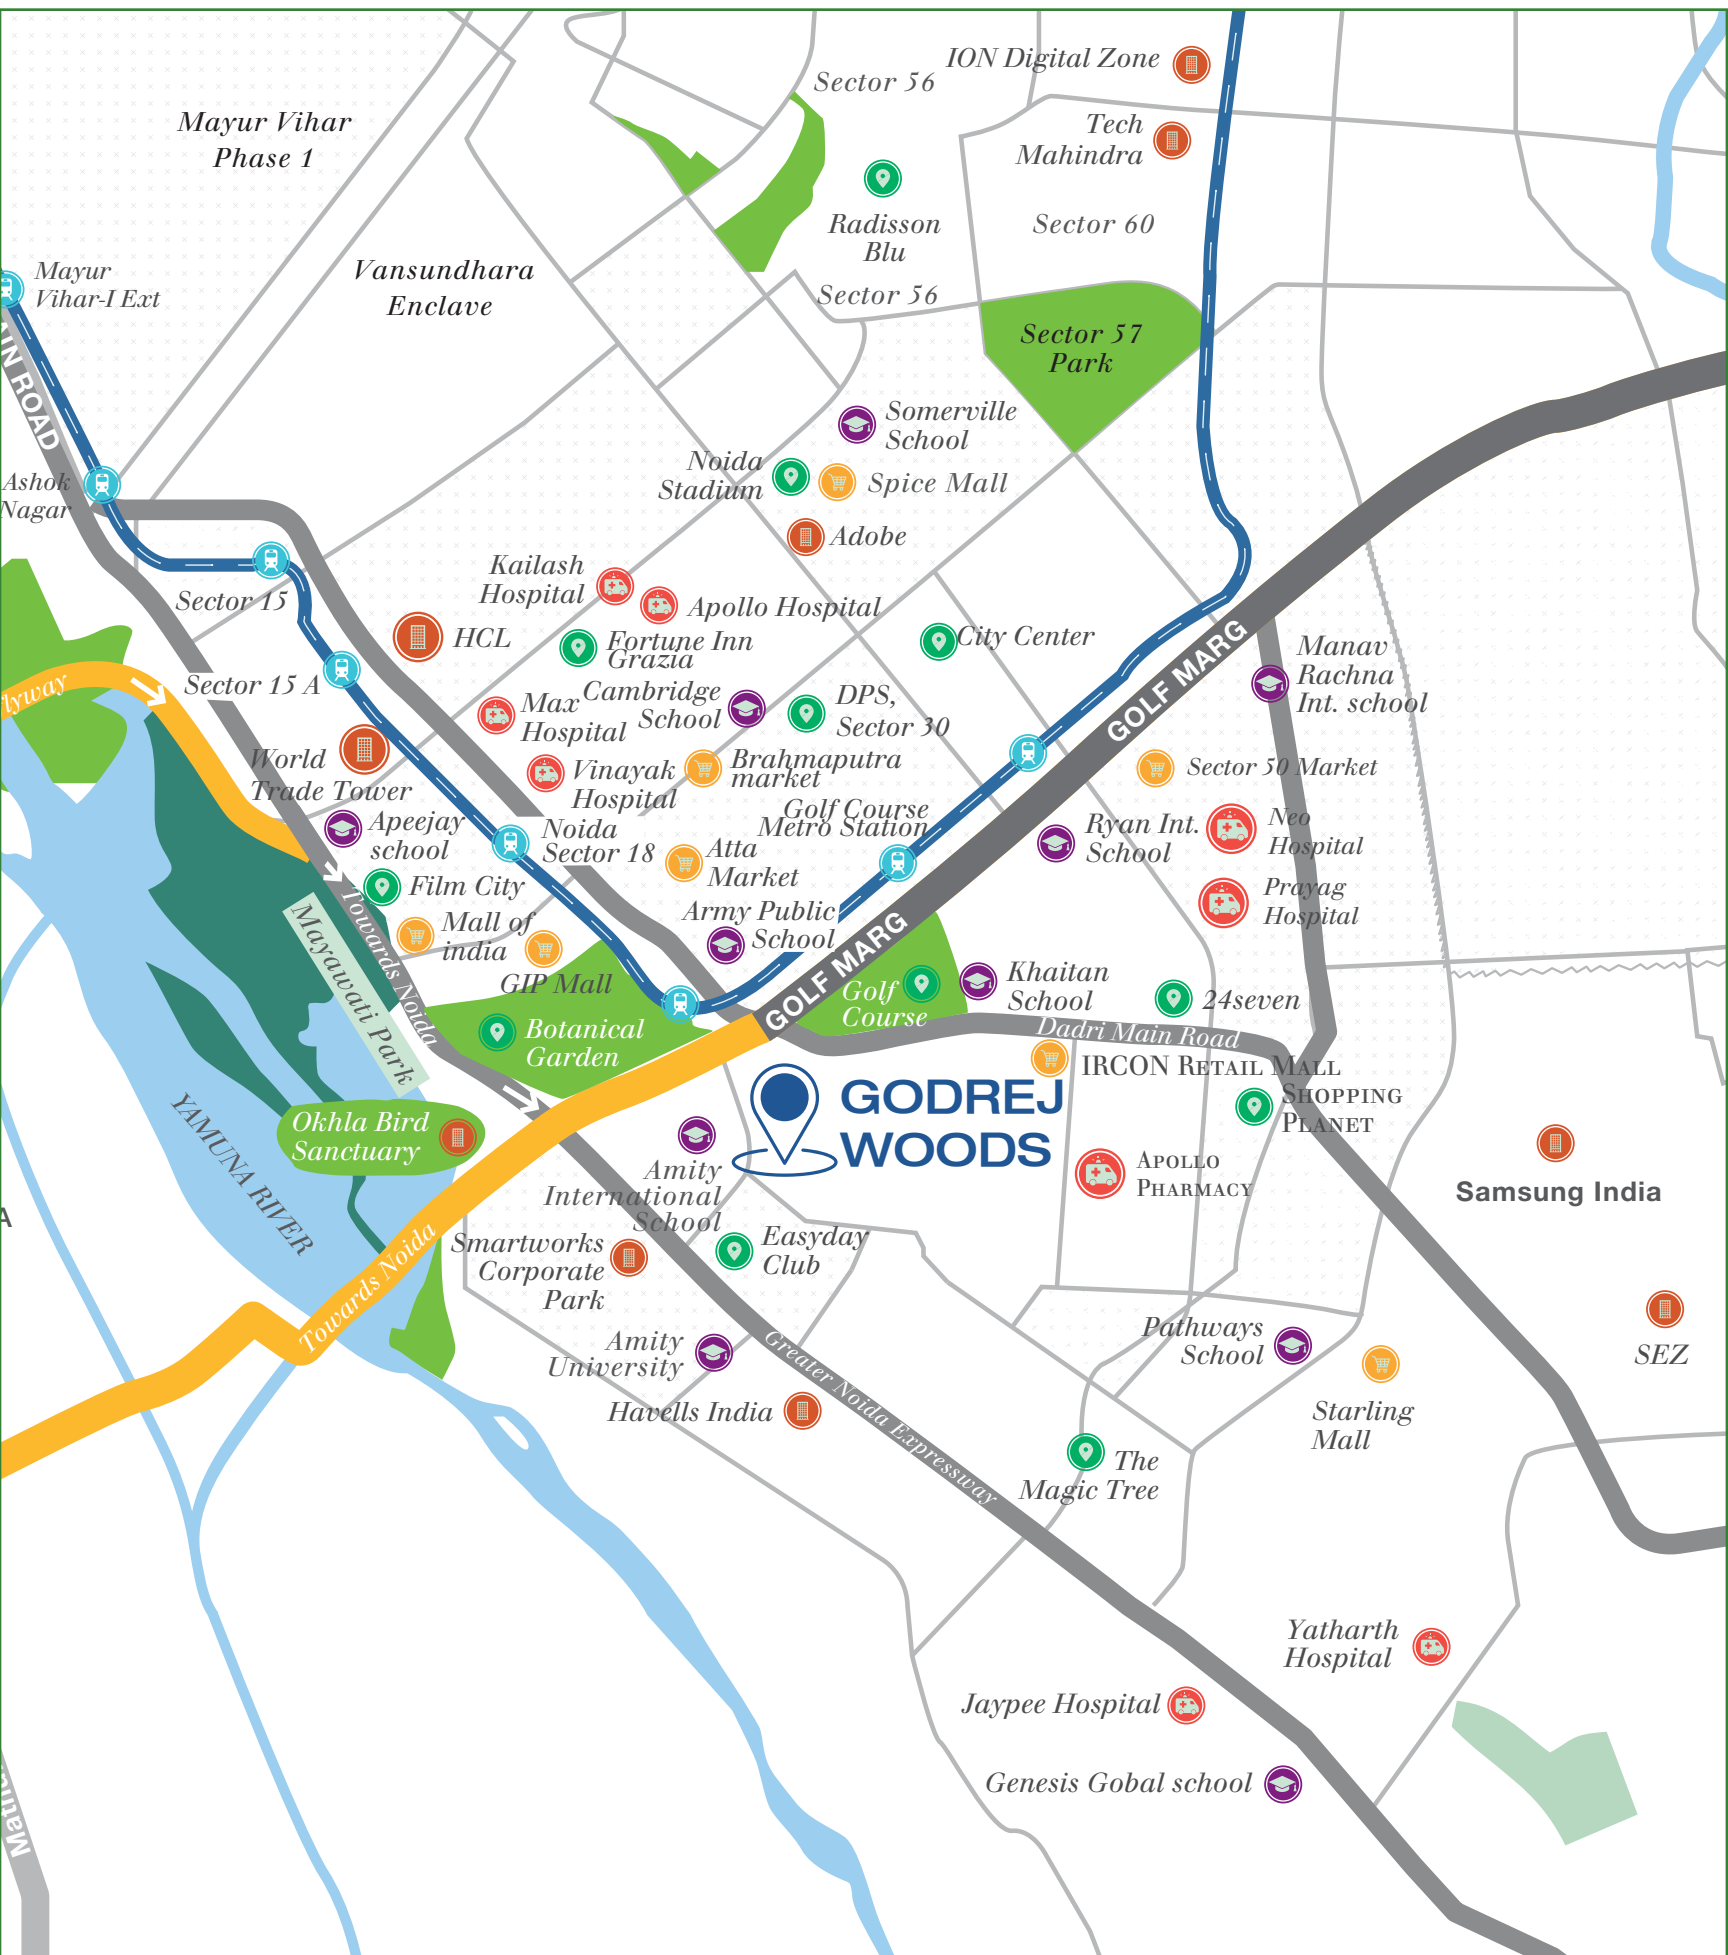 ION Digital Zone
Sector 56
Mayur Vihar
Phase 1
Tech
Mahindra
Radisson
Blu
Sector 60
Vansundhara
Enclave
Mayur
Vihar-I Ext
Sector 56
Sector 57
Park
ROAD
Somerville
School
Noida
Stadium
Spice Mall
Ashok
Nagar
Adobe
Kailash
Hospital
Apollo Hospital
Sector 15
HCL
Fortune Inn
Grazia
City Center
GOLF MARG
Manav
Rachna
Int. school
Sector 15 A
Max
Hospital
Cambridge
School
DPS,
Sector 30
World
Trade Tower
Vinayak
Hospital
Brahmaputra
market
Sector 50 Market
Golf Course
Metro Station
Apeejay
school
Noida
Sector 18
Atta
Market
Ryan Int.
School
Neo
Hospital
Film City
Prayag
Hospital
Mall of
india
Army Public
School
GIP Mall
Towards Noida
Mayawati Park
GOLF MARG
Golf
Course
Khaitan
School
24seven
Botanical
Garden
Dadri Main Road
IRCON Retail Mall
Shopping
Planet
GODREJ
WOODS
Okhla Bird
Sanctuary
YAMUNA RIVER
Amity
International
School
Apollo
Pharmacy
Samsung India
A
Smartworks
Corporate
Park
Easyday
Club
Towards Noida
Amity
University
Pathways
School
SEZ
Greater Noida Expressway
Havells India
Starling
Mall
The
Magic Tree
Yatharth
Hospital
Jaypee Hospital
Genesis Gobal school